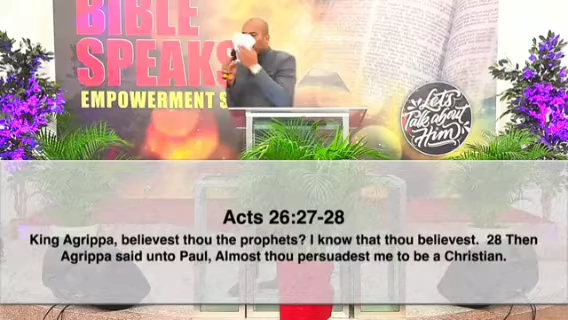 BIBLE
SPEAKS
EMPOWERMENT S
Let's
Talk about
Him
Acts 26:27-28
King Agrippa, believest thou the prophets? I know that thou believest. 28 Then
Agrippa said unto Paul, Almost thou persuadest me to be a Christian.